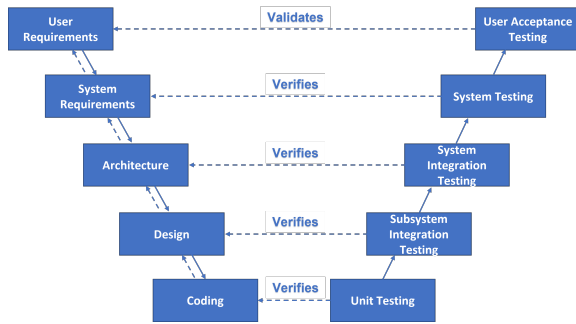 User
Requirements
Validates
User Acceptance
Testing
System
Requirements
Verifies
System Testing
Architecture
Verifies
System
Integration
Testing
Design
Verifies
Subsystem
Integration
Testing
Coding
Verifies
Unit Testing